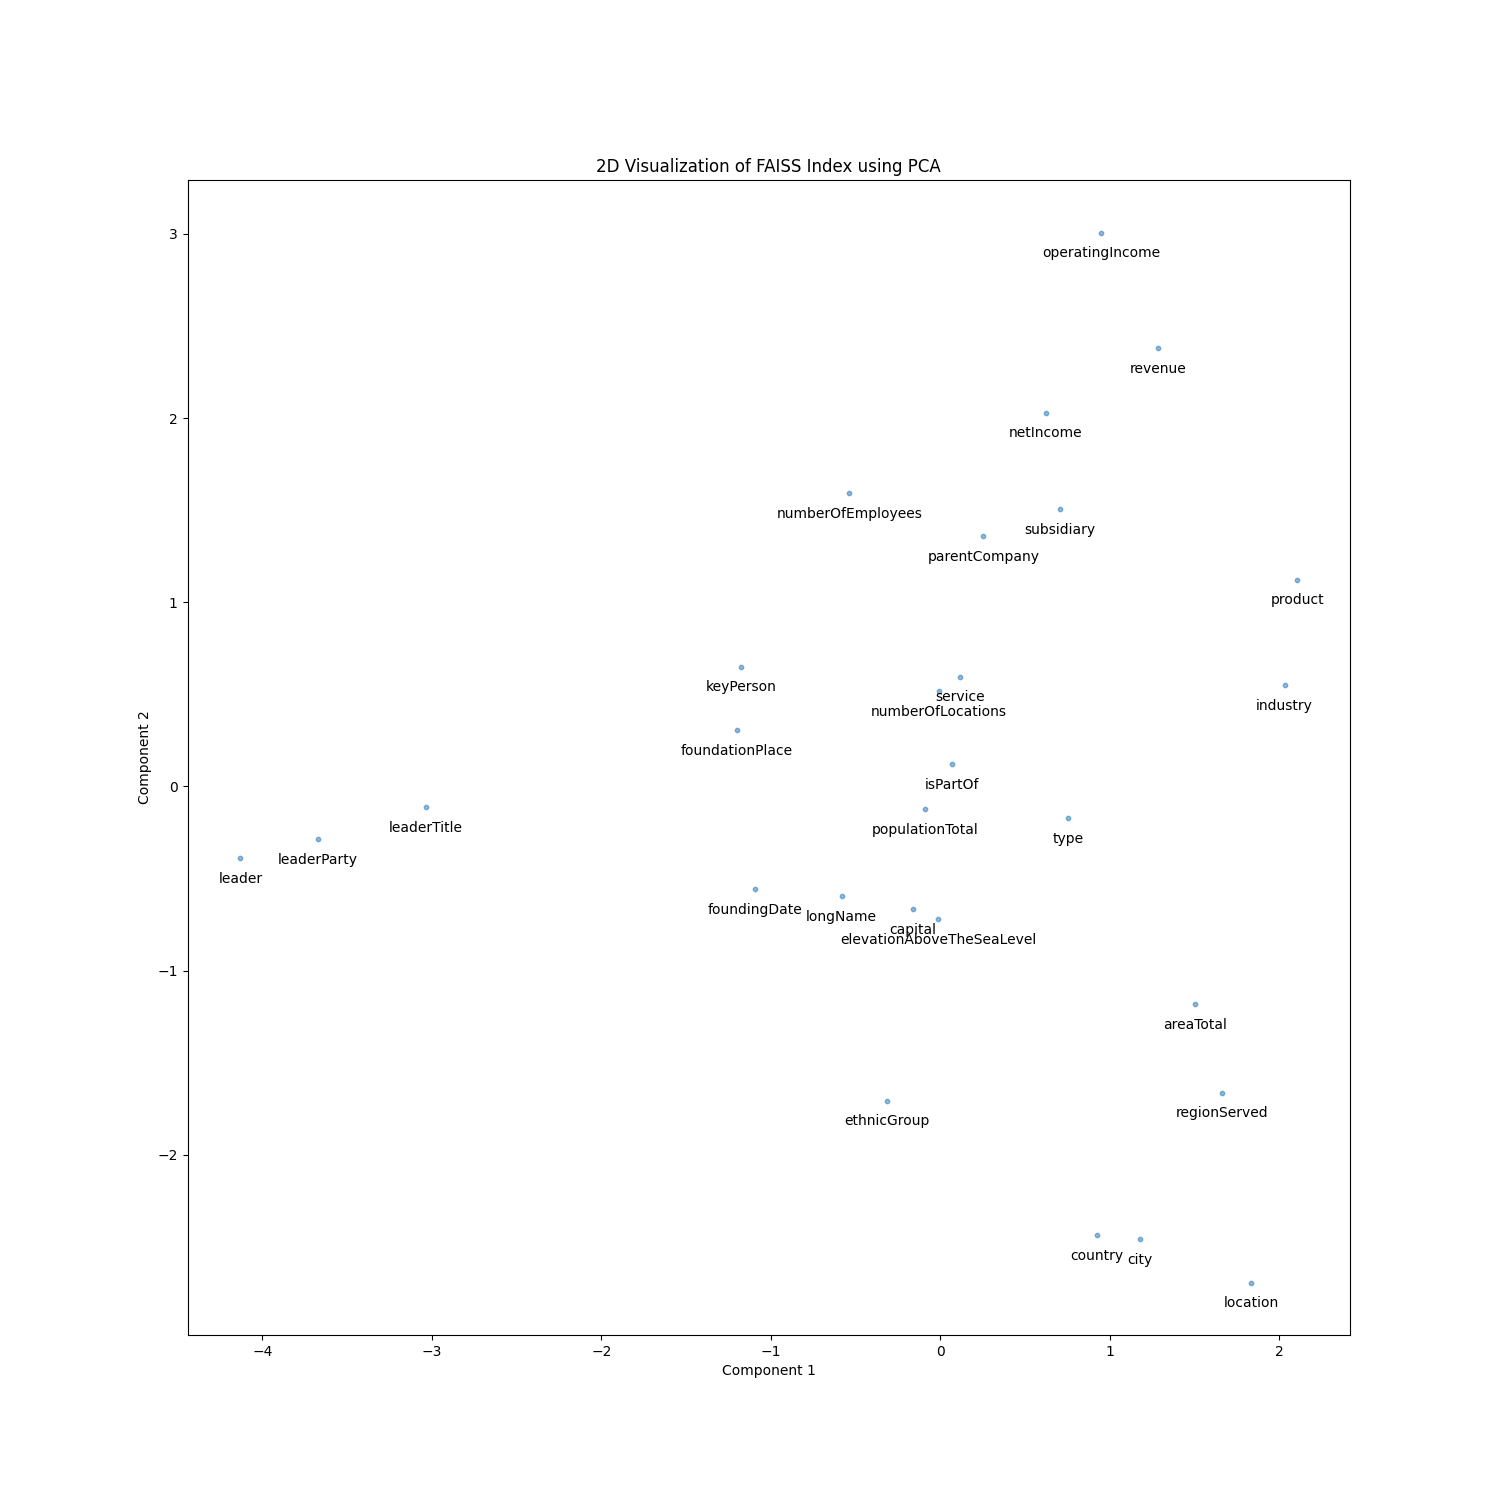 2D Visualization of FAISS Index using PCA
3
operatingIncome
revenue
2
netIncome
numberOfEmployees
subsidiary
parentCompany
1
product
keyPerson
service
industry
numberOfLocations
Component 2
foundationPlace
0
isPartOf
leaderTitle
populationTotal
type
leaderParty
leader
foundingDate
longName
capital
elevationAboveTheSeaLevel
−1
areaTotal
regionServed
ethnicGroup
−2
country
city
location
−4 −3 −2 −1 0 1 2
Component 1